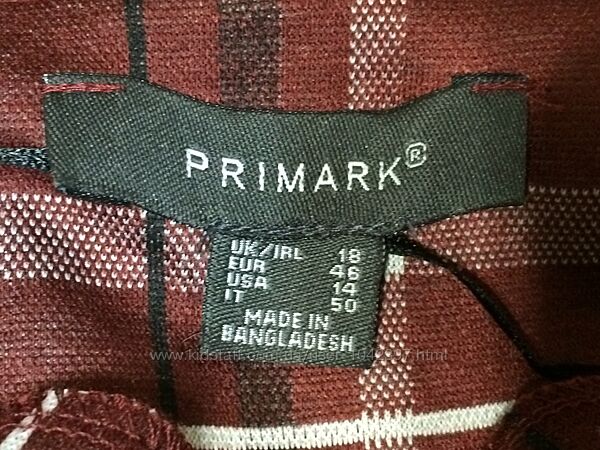 PRIMARK®
UK/IRL 18
EUR 46
USA 14
IT 50
MADE IN
BANGLADESH